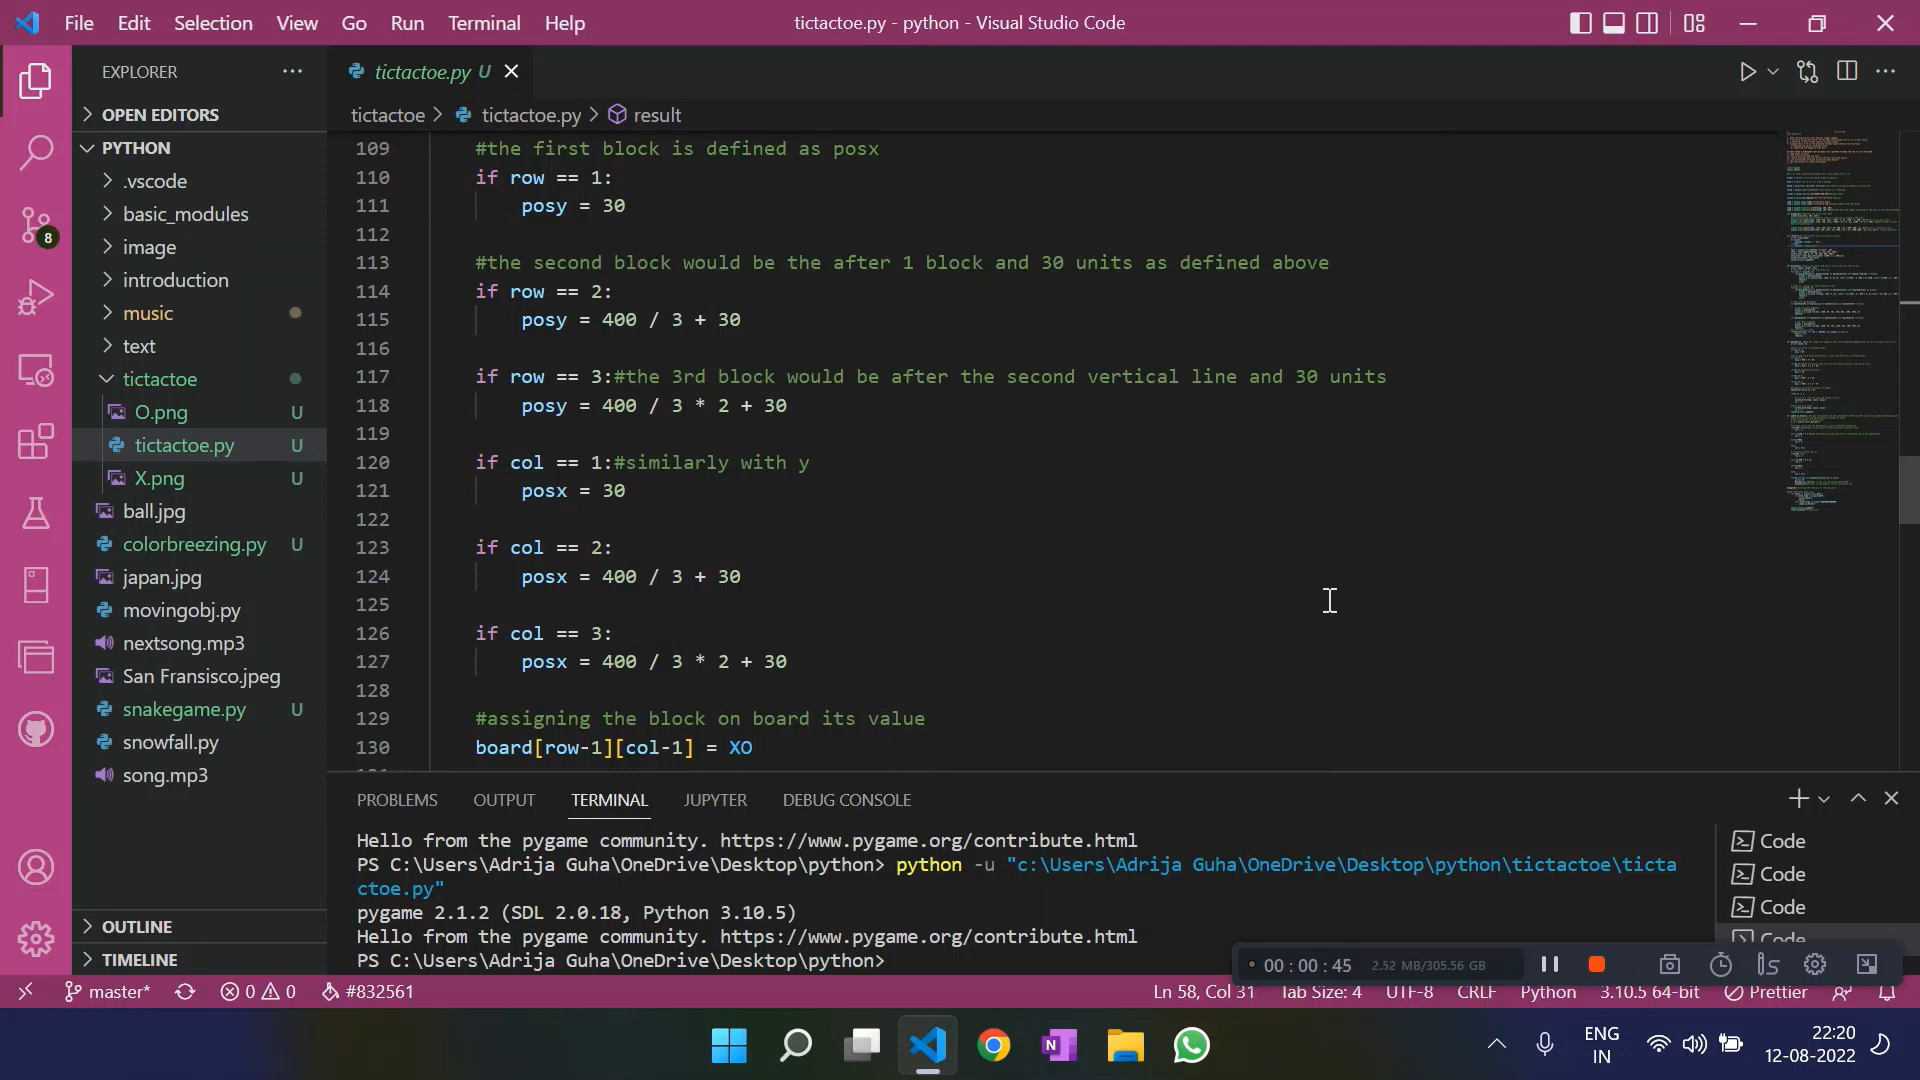 File Edit Selection View Go Run Terminal Help
tictactoe.py - python - Visual Studio Code
EXPLORER
OPEN EDITORS
PYTHON
.vscode
basic_modules
image
introduction
music
text
tictactoe
O.png U
tictactoe.py U
X.png U
ball.jpg
colorbreezing.py U
japan.jpg
movingobj.py
nextsong.mp3
San Fransisco.jpeg
snakegame.py U
snowfall.py
song.mp3
OUTLINE
TIMELINE
8
tictactoe.py U
tictactoe > tictactoe.py > result
109 #the first block is defined as posx
110 if row == 1:
111 posy = 30
112
113 #the second block would be the after 1 block and 30 units as defined above
114 if row == 2:
115 posy = 400 / 3 + 30
116
117 if row == 3:#the 3rd block would be after the second vertical line and 30 units
118 posy = 400 / 3 * 2 + 30
119
120 if col == 1:#similarly with y
121 posx = 30
122
123 if col == 2:
124 posx = 400 / 3 + 30
125
126 if col == 3:
127 posx = 400 / 3 * 2 + 30
128
129 #assigning the block on board its value
130 board[row-1][col-1] = XO
PROBLEMS OUTPUT TERMINAL JUPYTER DEBUG CONSOLE
Hello from the pygame community. https://www.pygame.org/contribute.html
PS C:\Users\Adrija Guha\OneDrive\Desktop\python> python -u "c:\Users\Adrija Guha\OneDrive\Desktop\python\tictactoe\ticta
ctoe.py"
pygame 2.1.2 (SDL 2.0.18, Python 3.10.5)
Hello from the pygame community. https://www.pygame.org/contribute.html
PS C:\Users\Adrija Guha\OneDrive\Desktop\python>
Code
Code
Code
Code
00 : 00 : 45 2.52 MB/305.56 GB
master* 0 0 #832561
Ln 58, Col 31 Tab Size: 4 UTF-8 CRLF Python 3.10.5 64-bit Prettier
ENG
IN
22:20
12-08-2022